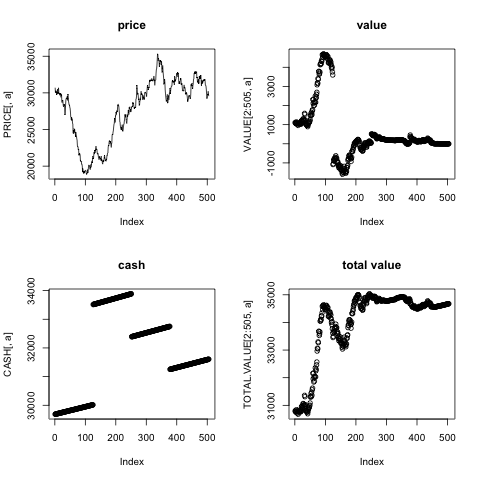 price
PRICE[, a]
20000 25000 30000 35000
0 100 200 300 400 500
Index
value
VALUE[2:505, a]
-1000 1000 3000
0 100 200 300 400 500
Index
cash
CASH[, a]
30000 32000 34000
0 100 200 300 400 500
Index
total value
TOTAL.VALUE[2:505, a]
31000 33000 35000
0 100 200 300 400 500
Index